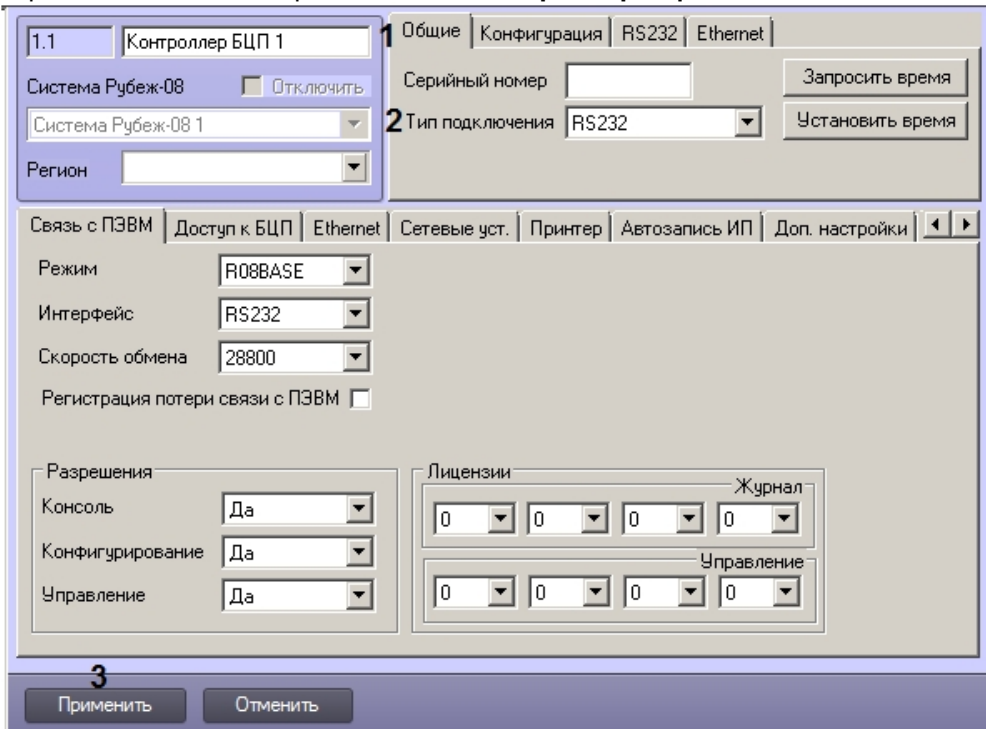 1.1 Контроллер БЦП 1
Система Рубеж-08 Отключить
Система Рубеж-08 1
Регион
1 Общие Конфигурация RS232 Ethernet
Серийный номер Запросить время
2 Тип подключения RS232 Установить время
Связь с ПЭВМ Доступ к БЦП Ethernet Сетевые уст. Принтер Автозапись ИП Доп. настройки
Режим R08BASE
Интерфейс RS232
Скорость обмена 28800
Регистрация потери связи с ПЭВМ
Разрешения
Консоль Да
Конфигурирование Да
Управление Да
Лицензии
Журнал
0 0 0 0
Управление
0 0 0 0
3
Применить Отменить